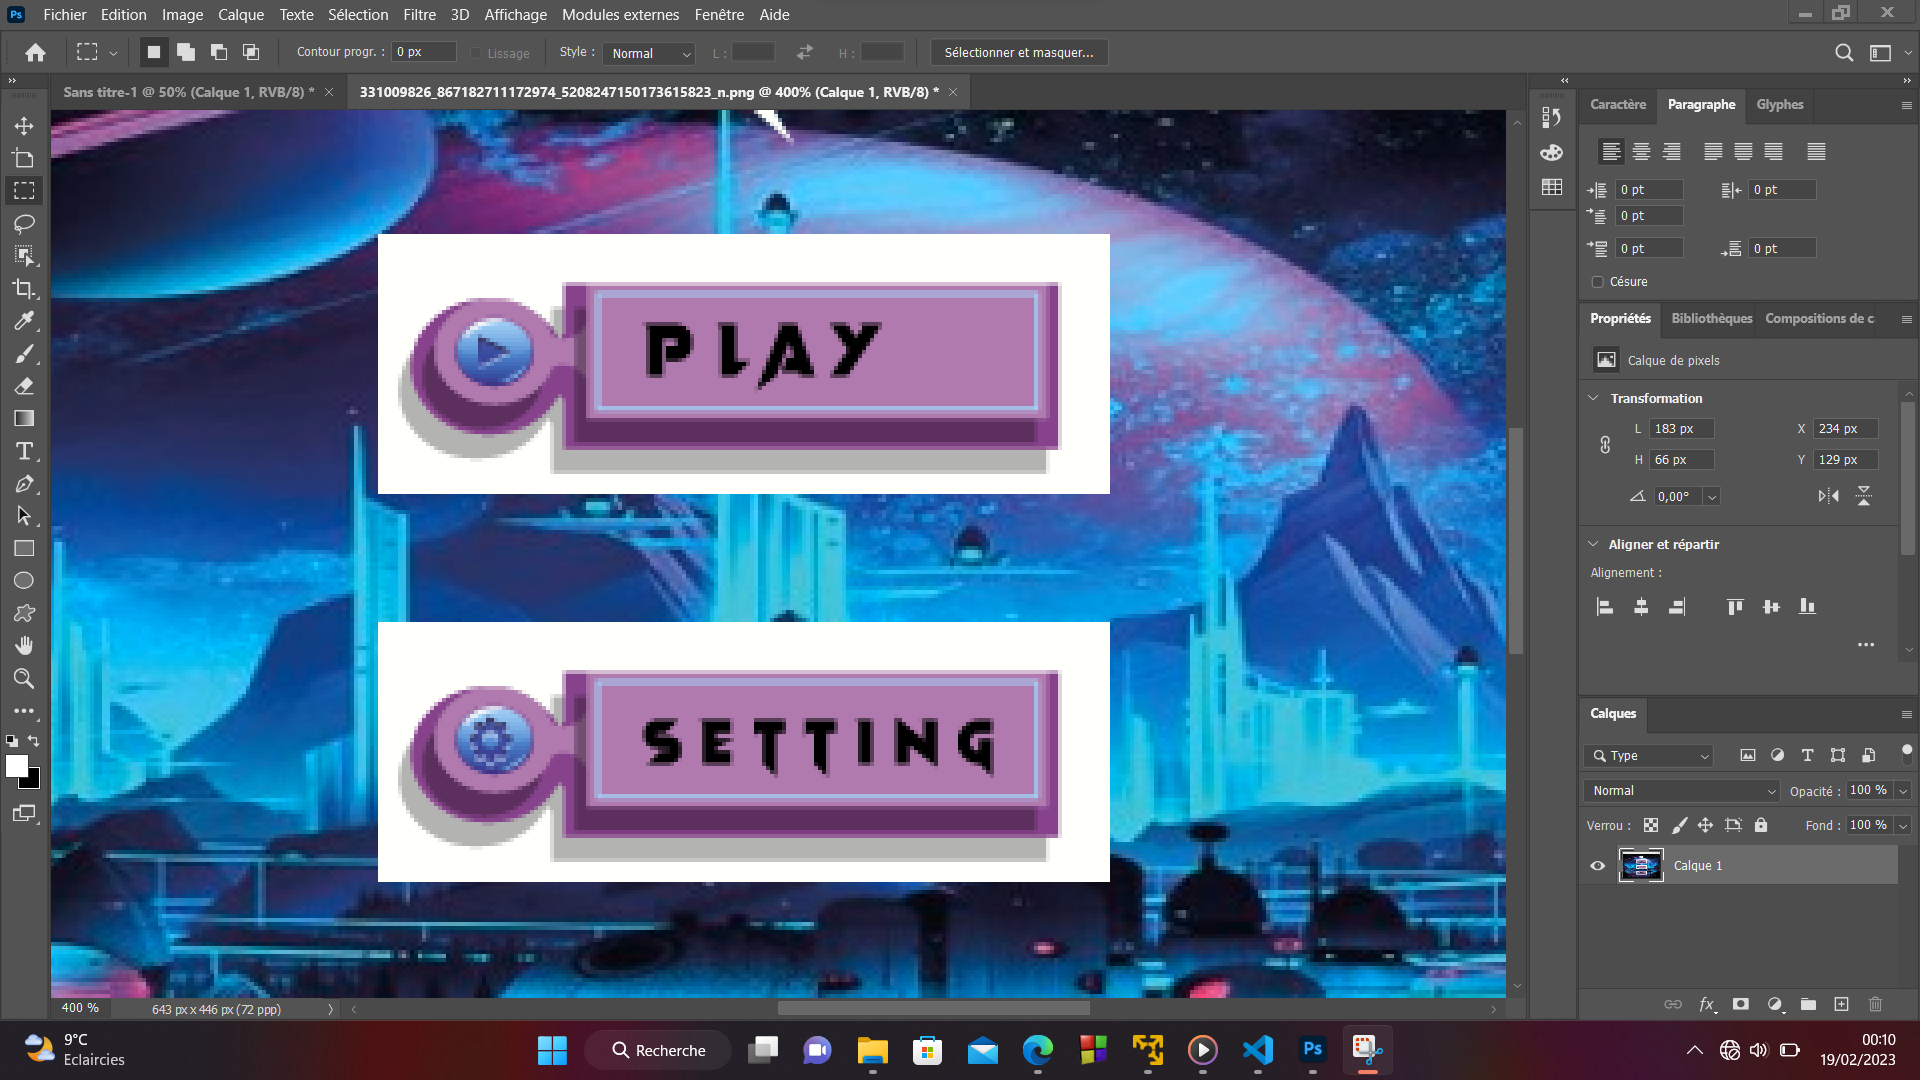 Ps Fichier Edition Image Calque Texte Sélection Filtre 3D Affichage Modules externes Fenêtre Aide
Contour progr. : 0 px Lissage Style : Normal L : H : Sélectionner et masquer...
Sans titre-1 @ 50% (Calque 1, RVB/8) * 331009826_867182711172974_5208247150173615823_n.png @ 400% (Calque 1, RVB/8) *
Caractère Paragraphe Glyphes
0 pt 0 pt
0 pt
0 pt 0 pt
Césure
Propriétés Bibliothèques Compositions de c
Calque de pixels
Transformation
L 183 px X 234 px
H 66 px Y 129 px
0,00°
Aligner et répartir
Alignement :
PLAY
SETTING
Calques
Type
Normal Opacité : 100 %
Verrou : Fond : 100 %
Calque 1
400 % 643 px x 446 px (72 ppp)
9°C
Eclaircies
Recherche
Ps
00:10
19/02/2023